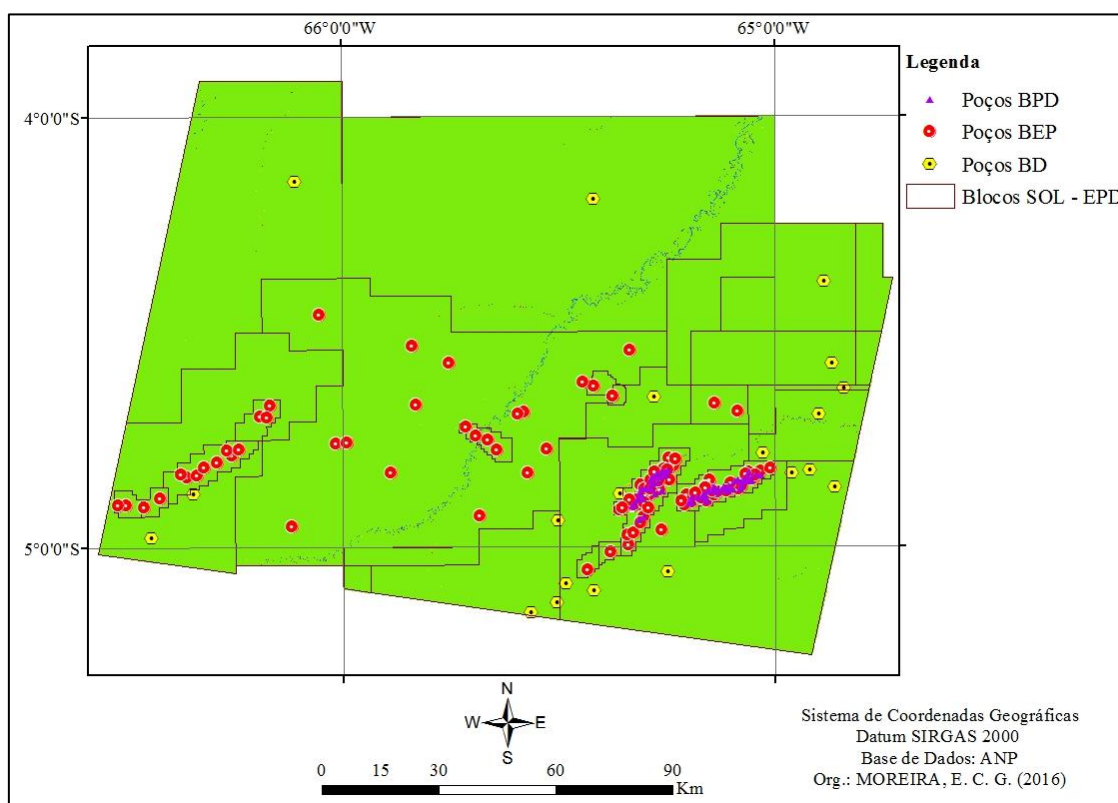 66°0'0"W
65°0'0"W
Legenda
Poços BPD
Poços BEP
Poços BD
Blocos SOL - EPD
4°0'0"S
5°0'0"S
N
W
E
S
0 15 30 60 90
Km
Sistema de Coordenadas Geográficas
Datum SIRGAS 2000
Base de Dados: ANP
Org.: MOREIRA, E. C. G. (2016)